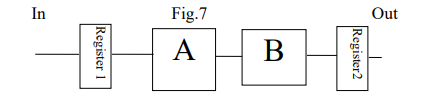 In Fig.7 Out
Register 1
A
B
Register2